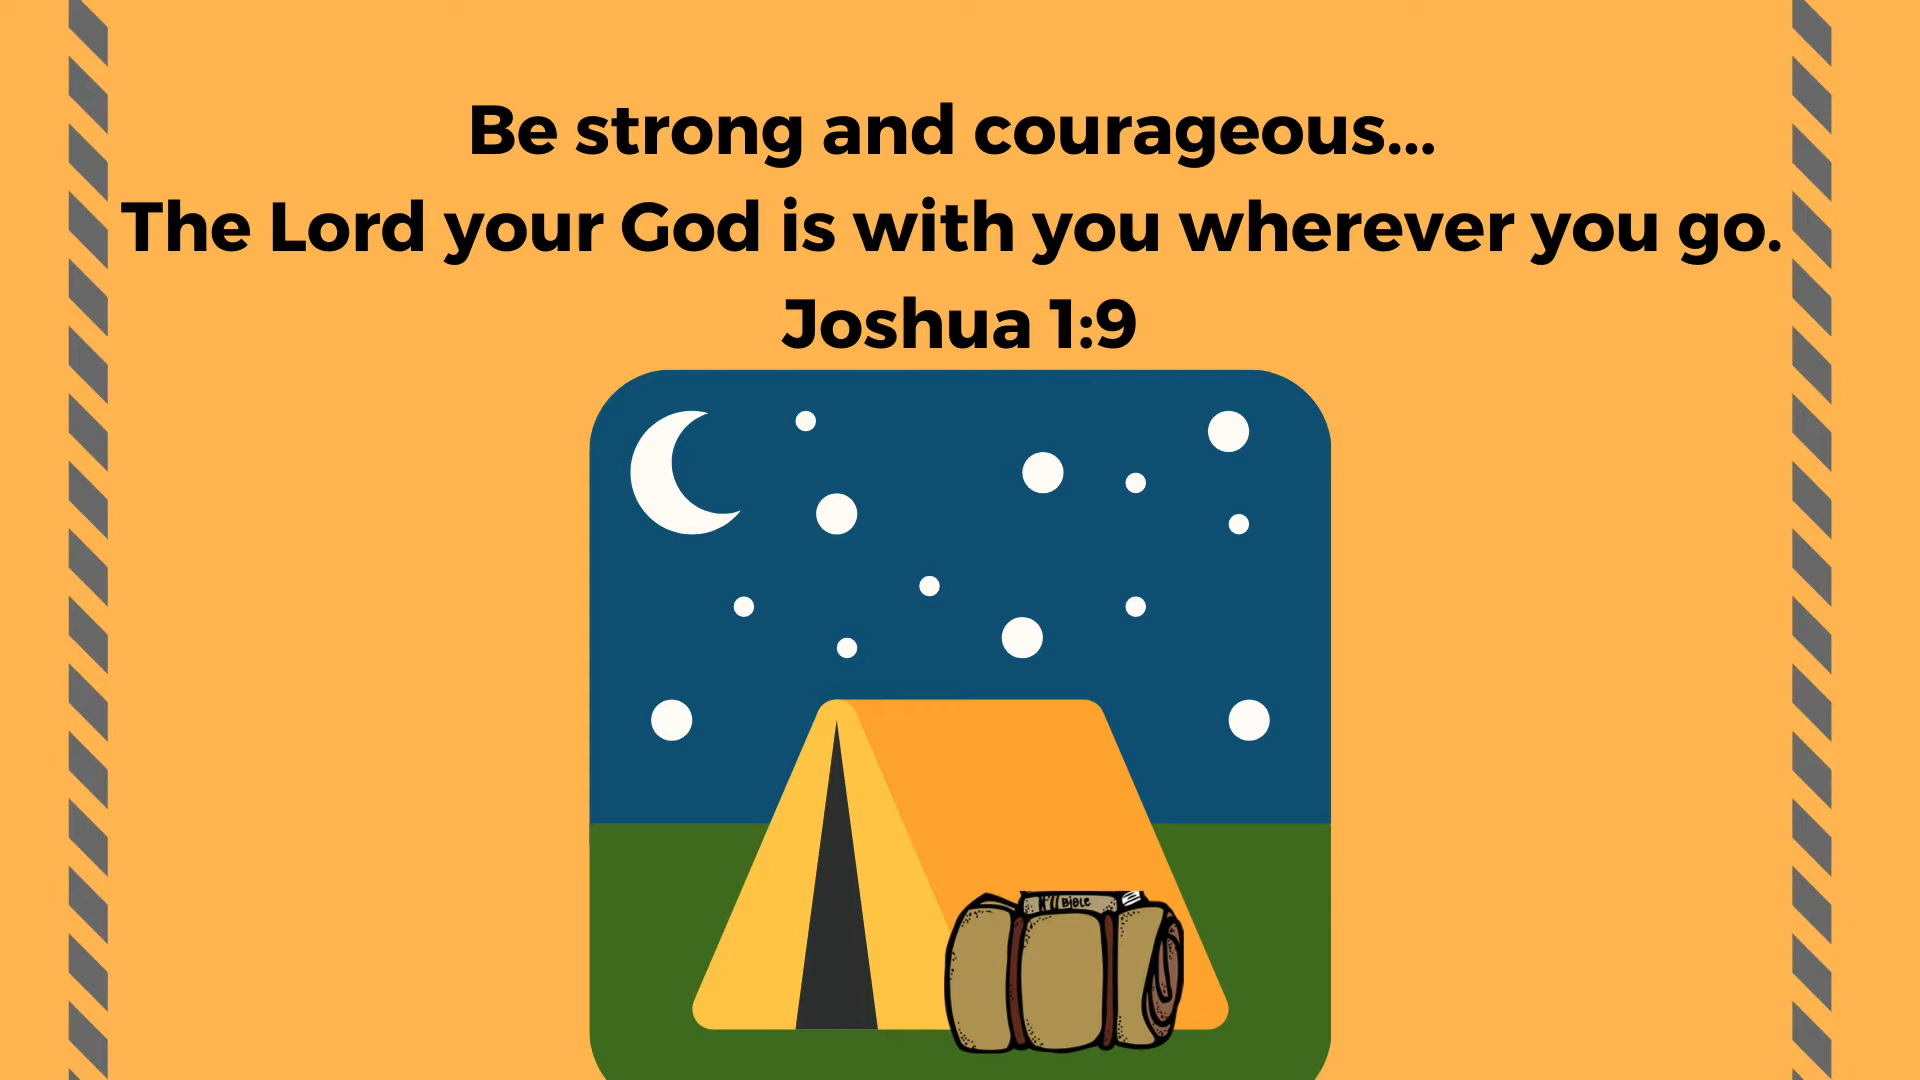 Be strong and courageous...
The Lord your God is with you wherever you go.
Joshua 1:9
BiBLE